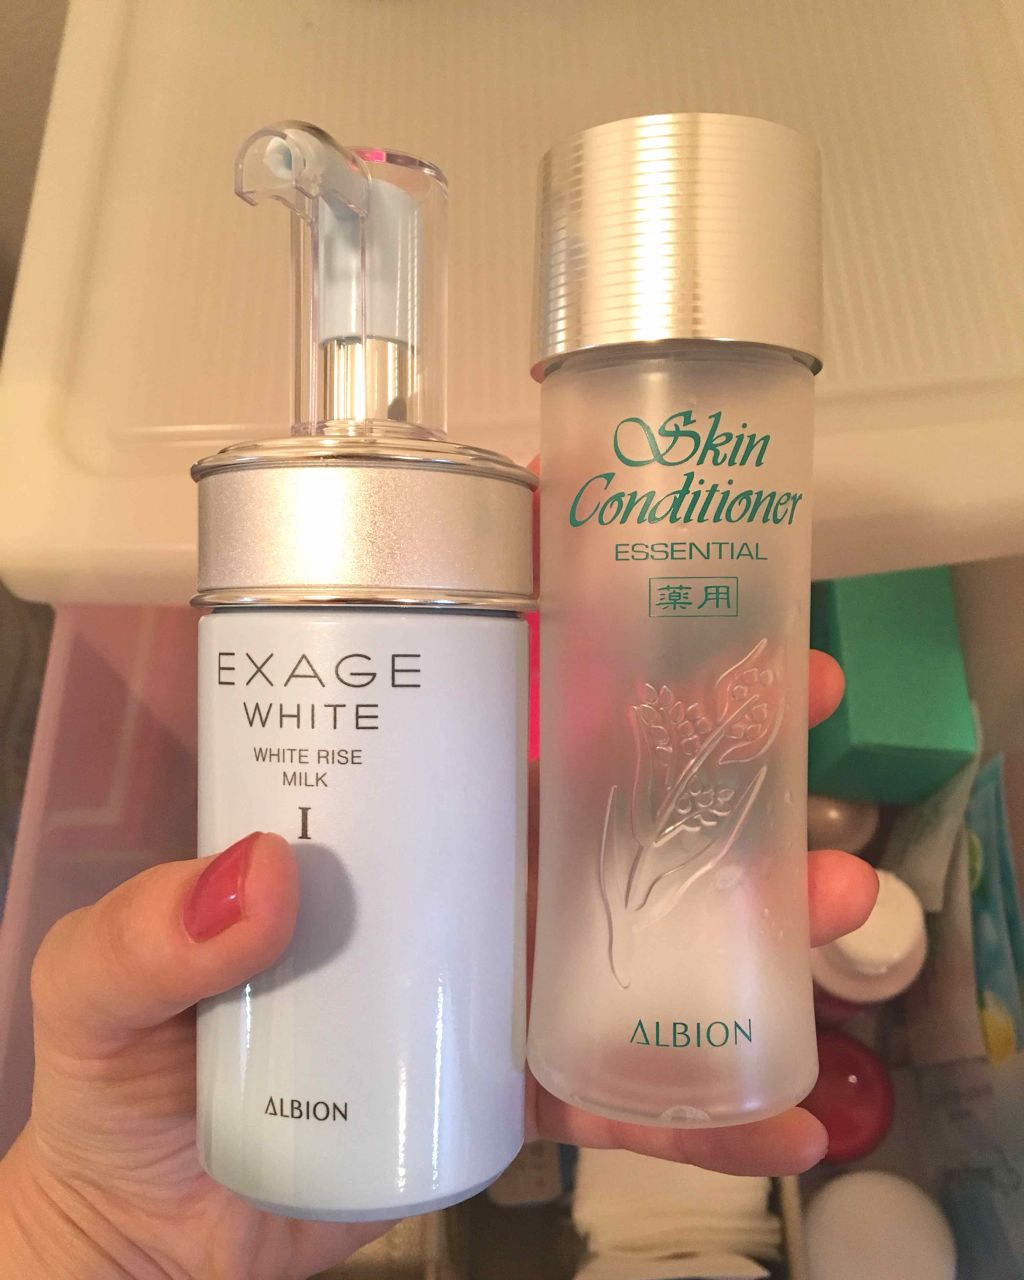 EXAGE
WHITE
WHITE RISE
MILK
I
ALBION
Skin
Conditioner
ESSENTIAL
薬用
ALBION